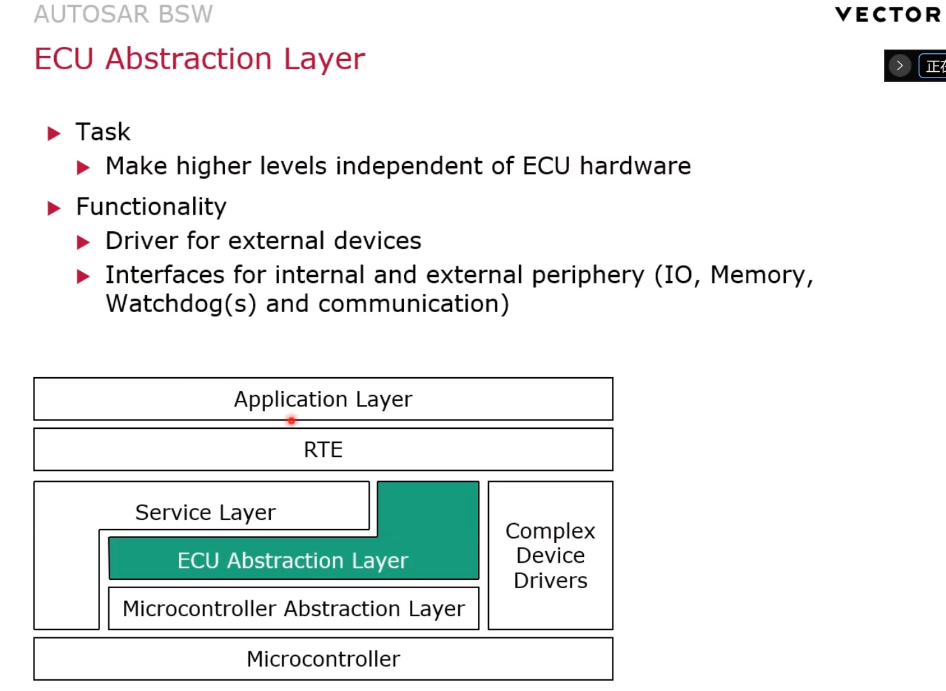 AUTOSAR BSW
VECTOR
ECU Abstraction Layer
正在
Task
Make higher levels independent of ECU hardware
Functionality
Driver for external devices
Interfaces for internal and external periphery (IO, Memory,
Watchdog(s) and communication)
Application Layer
RTE
Service Layer
ECU Abstraction Layer
Complex
Device
Drivers
Microcontroller Abstraction Layer
Microcontroller